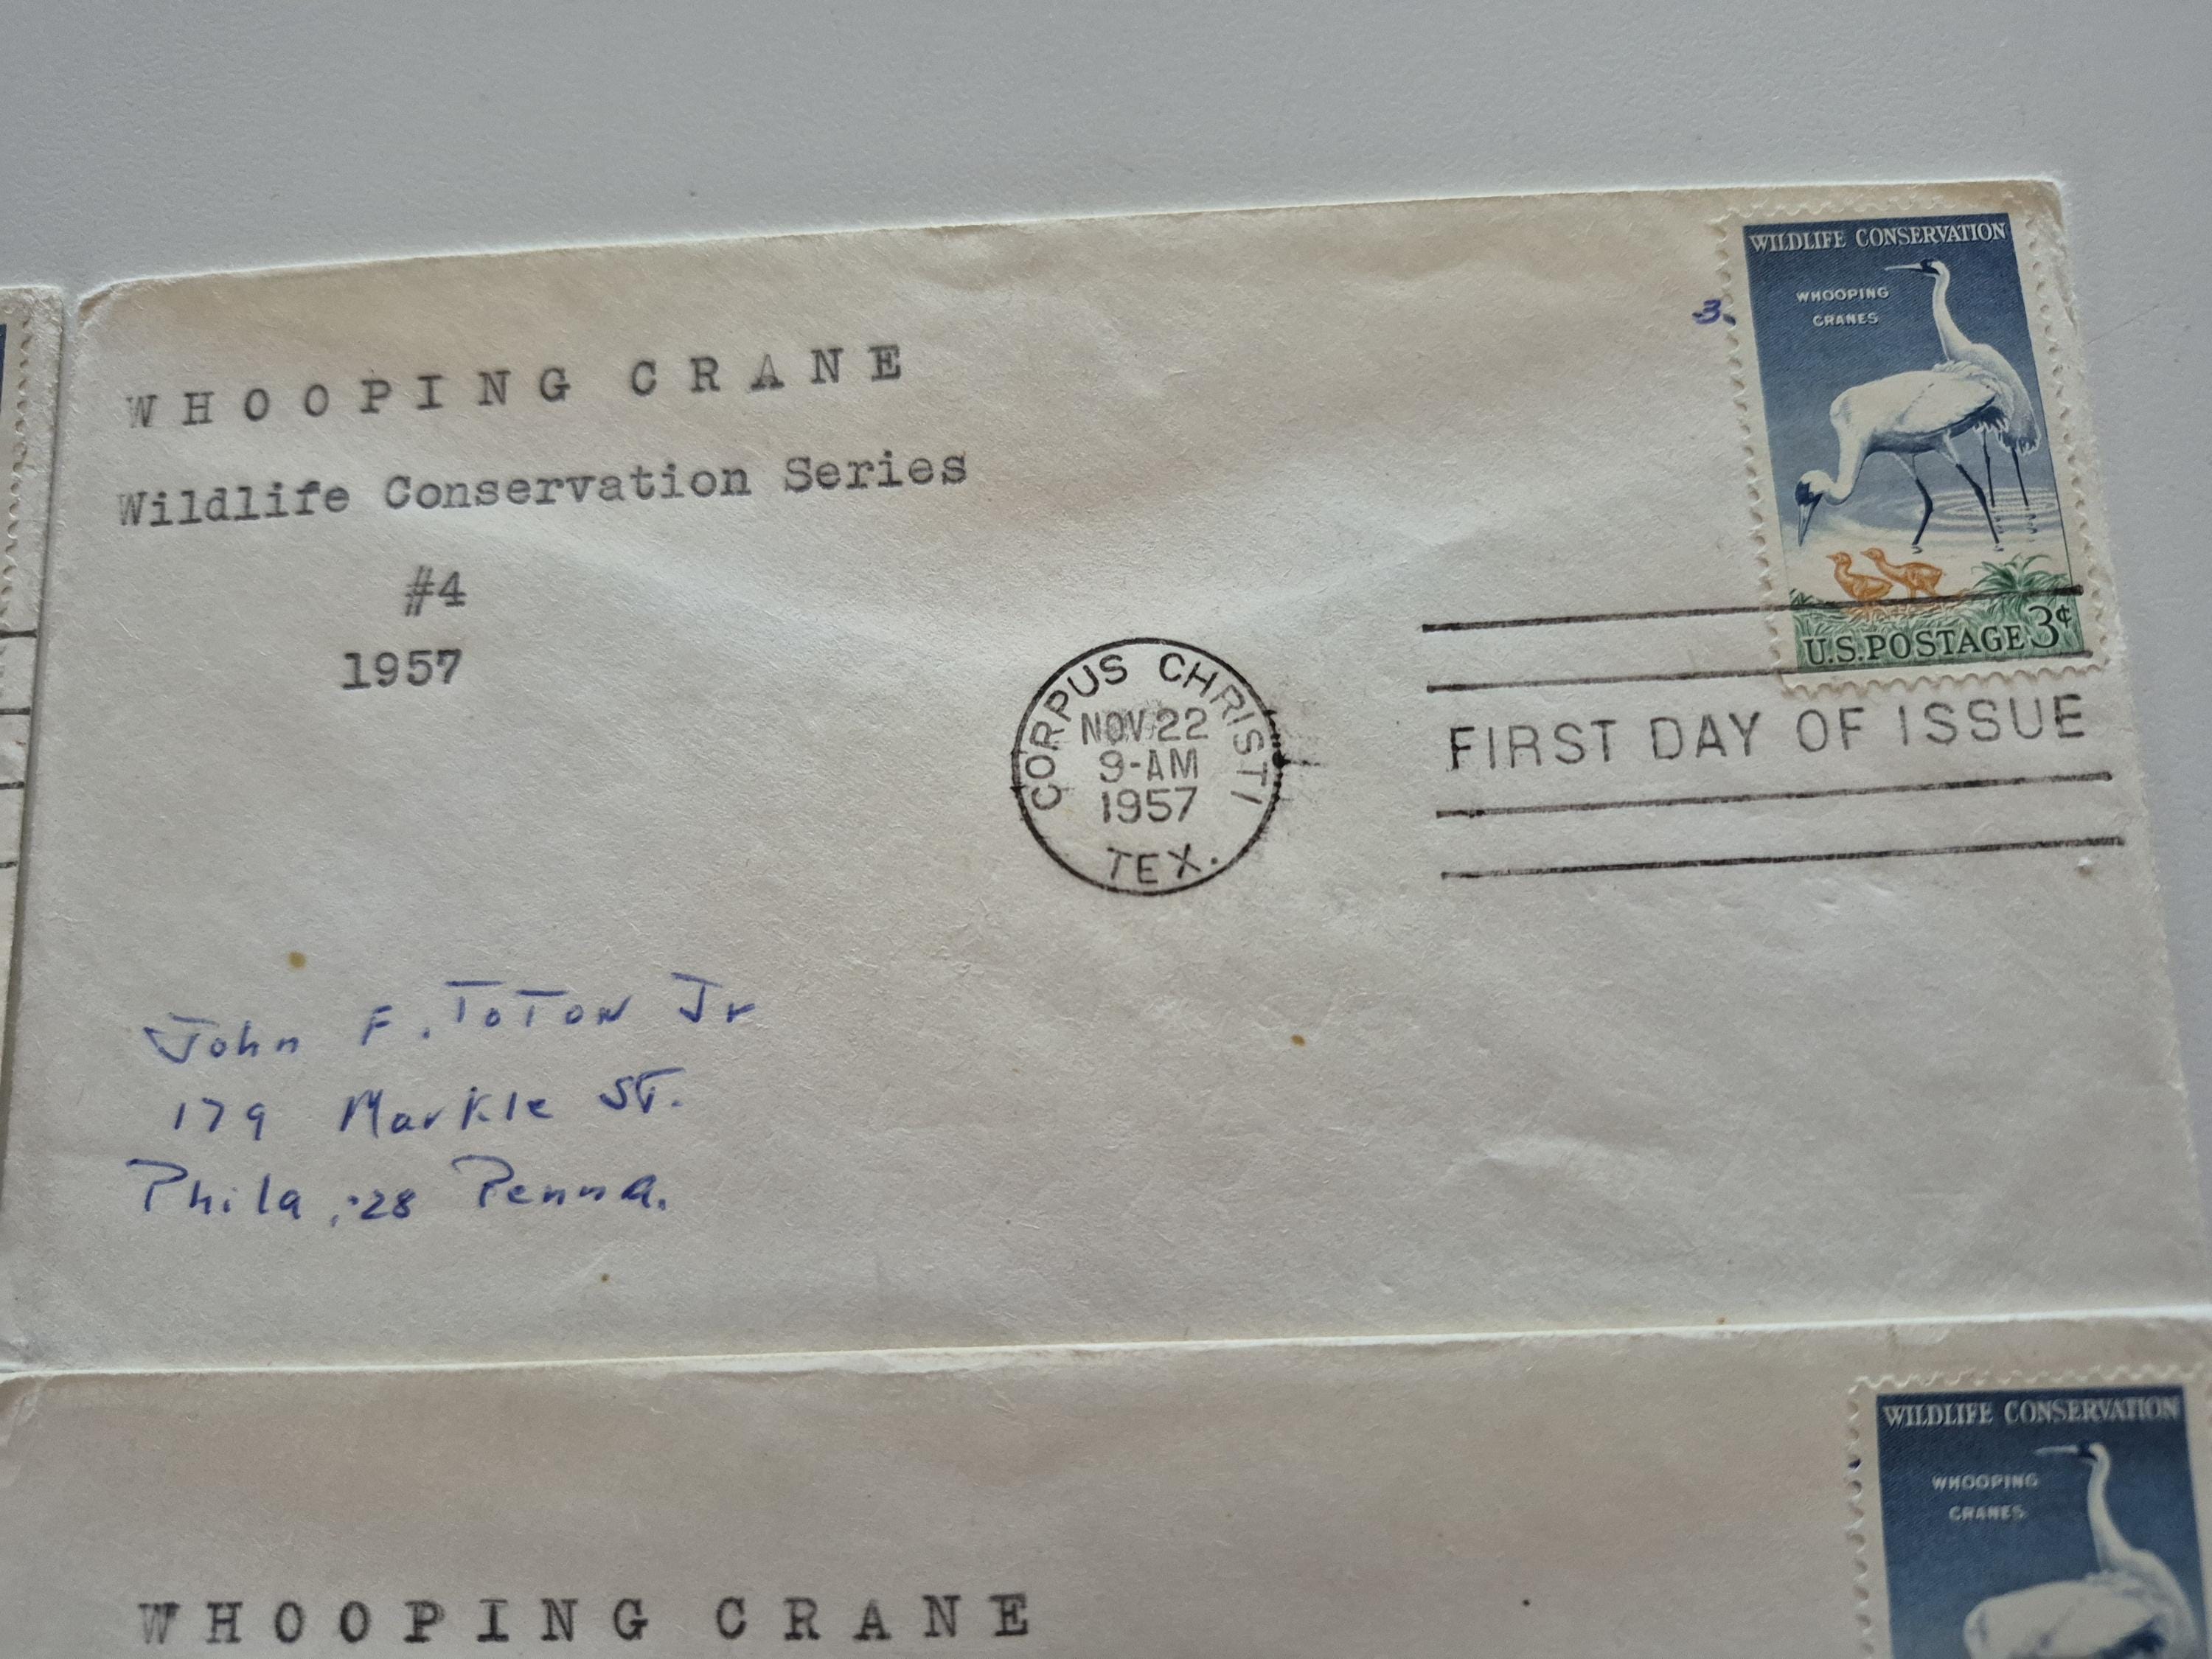 WHOOPING CRANE
Wildlife Conservation Series
#4
1957
3.
WILDLIFE CONSERVATION
WHOOPING
CRANES
U.S. POSTAGE 3¢
CORPUS CHRISTI
NOV 22
9-AM
1957
TEX.
FIRST DAY OF ISSUE
John F. ToTon Jr
179 Markle ST.
Phila, 28 Penna.
WILDLIFE CONSERVATION
WHOOPING
CRANES
WHOOPING CRANE